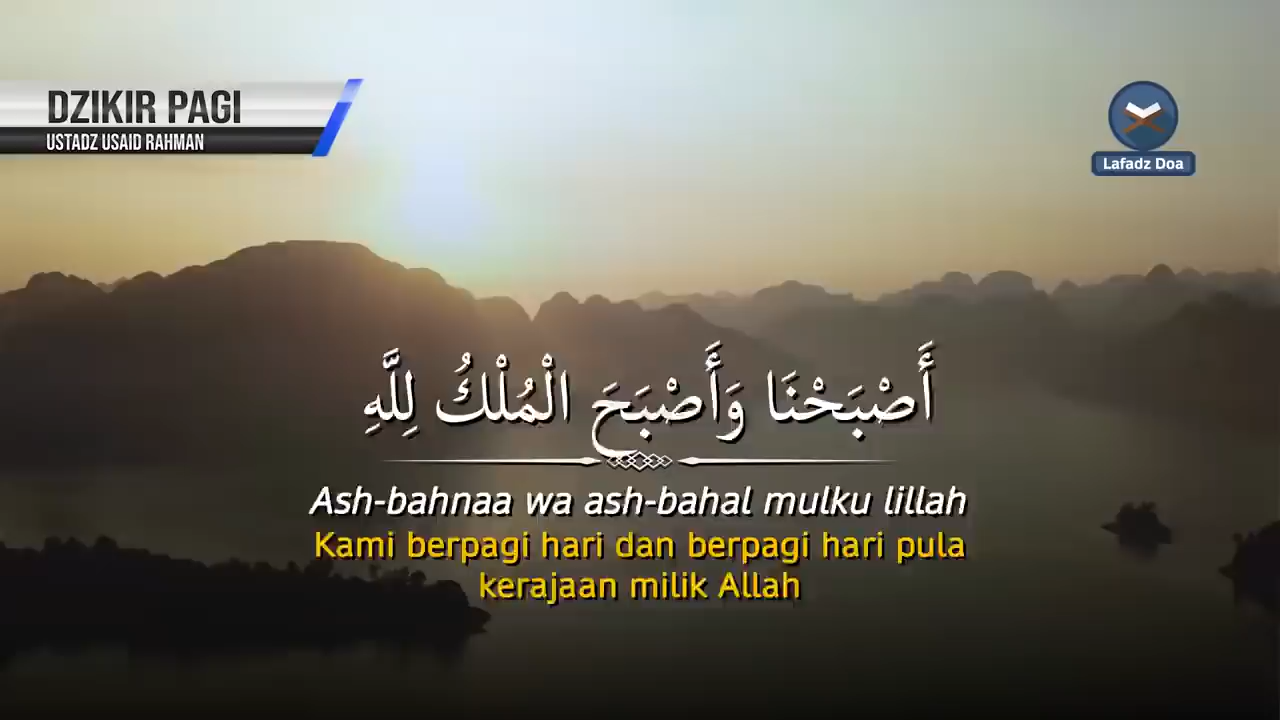 DZIKIR PAGI
USTADZ USAID RAHMAN
Lafadz Doa
أَصْبَحْنَا وَأَصْبَحَ الْمُلْكُ لِلَّهِ
Ash-bahnaa wa ash-bahal mulku lillah
Kami berpagi hari dan berpagi hari pula
kerajaan milik Allah